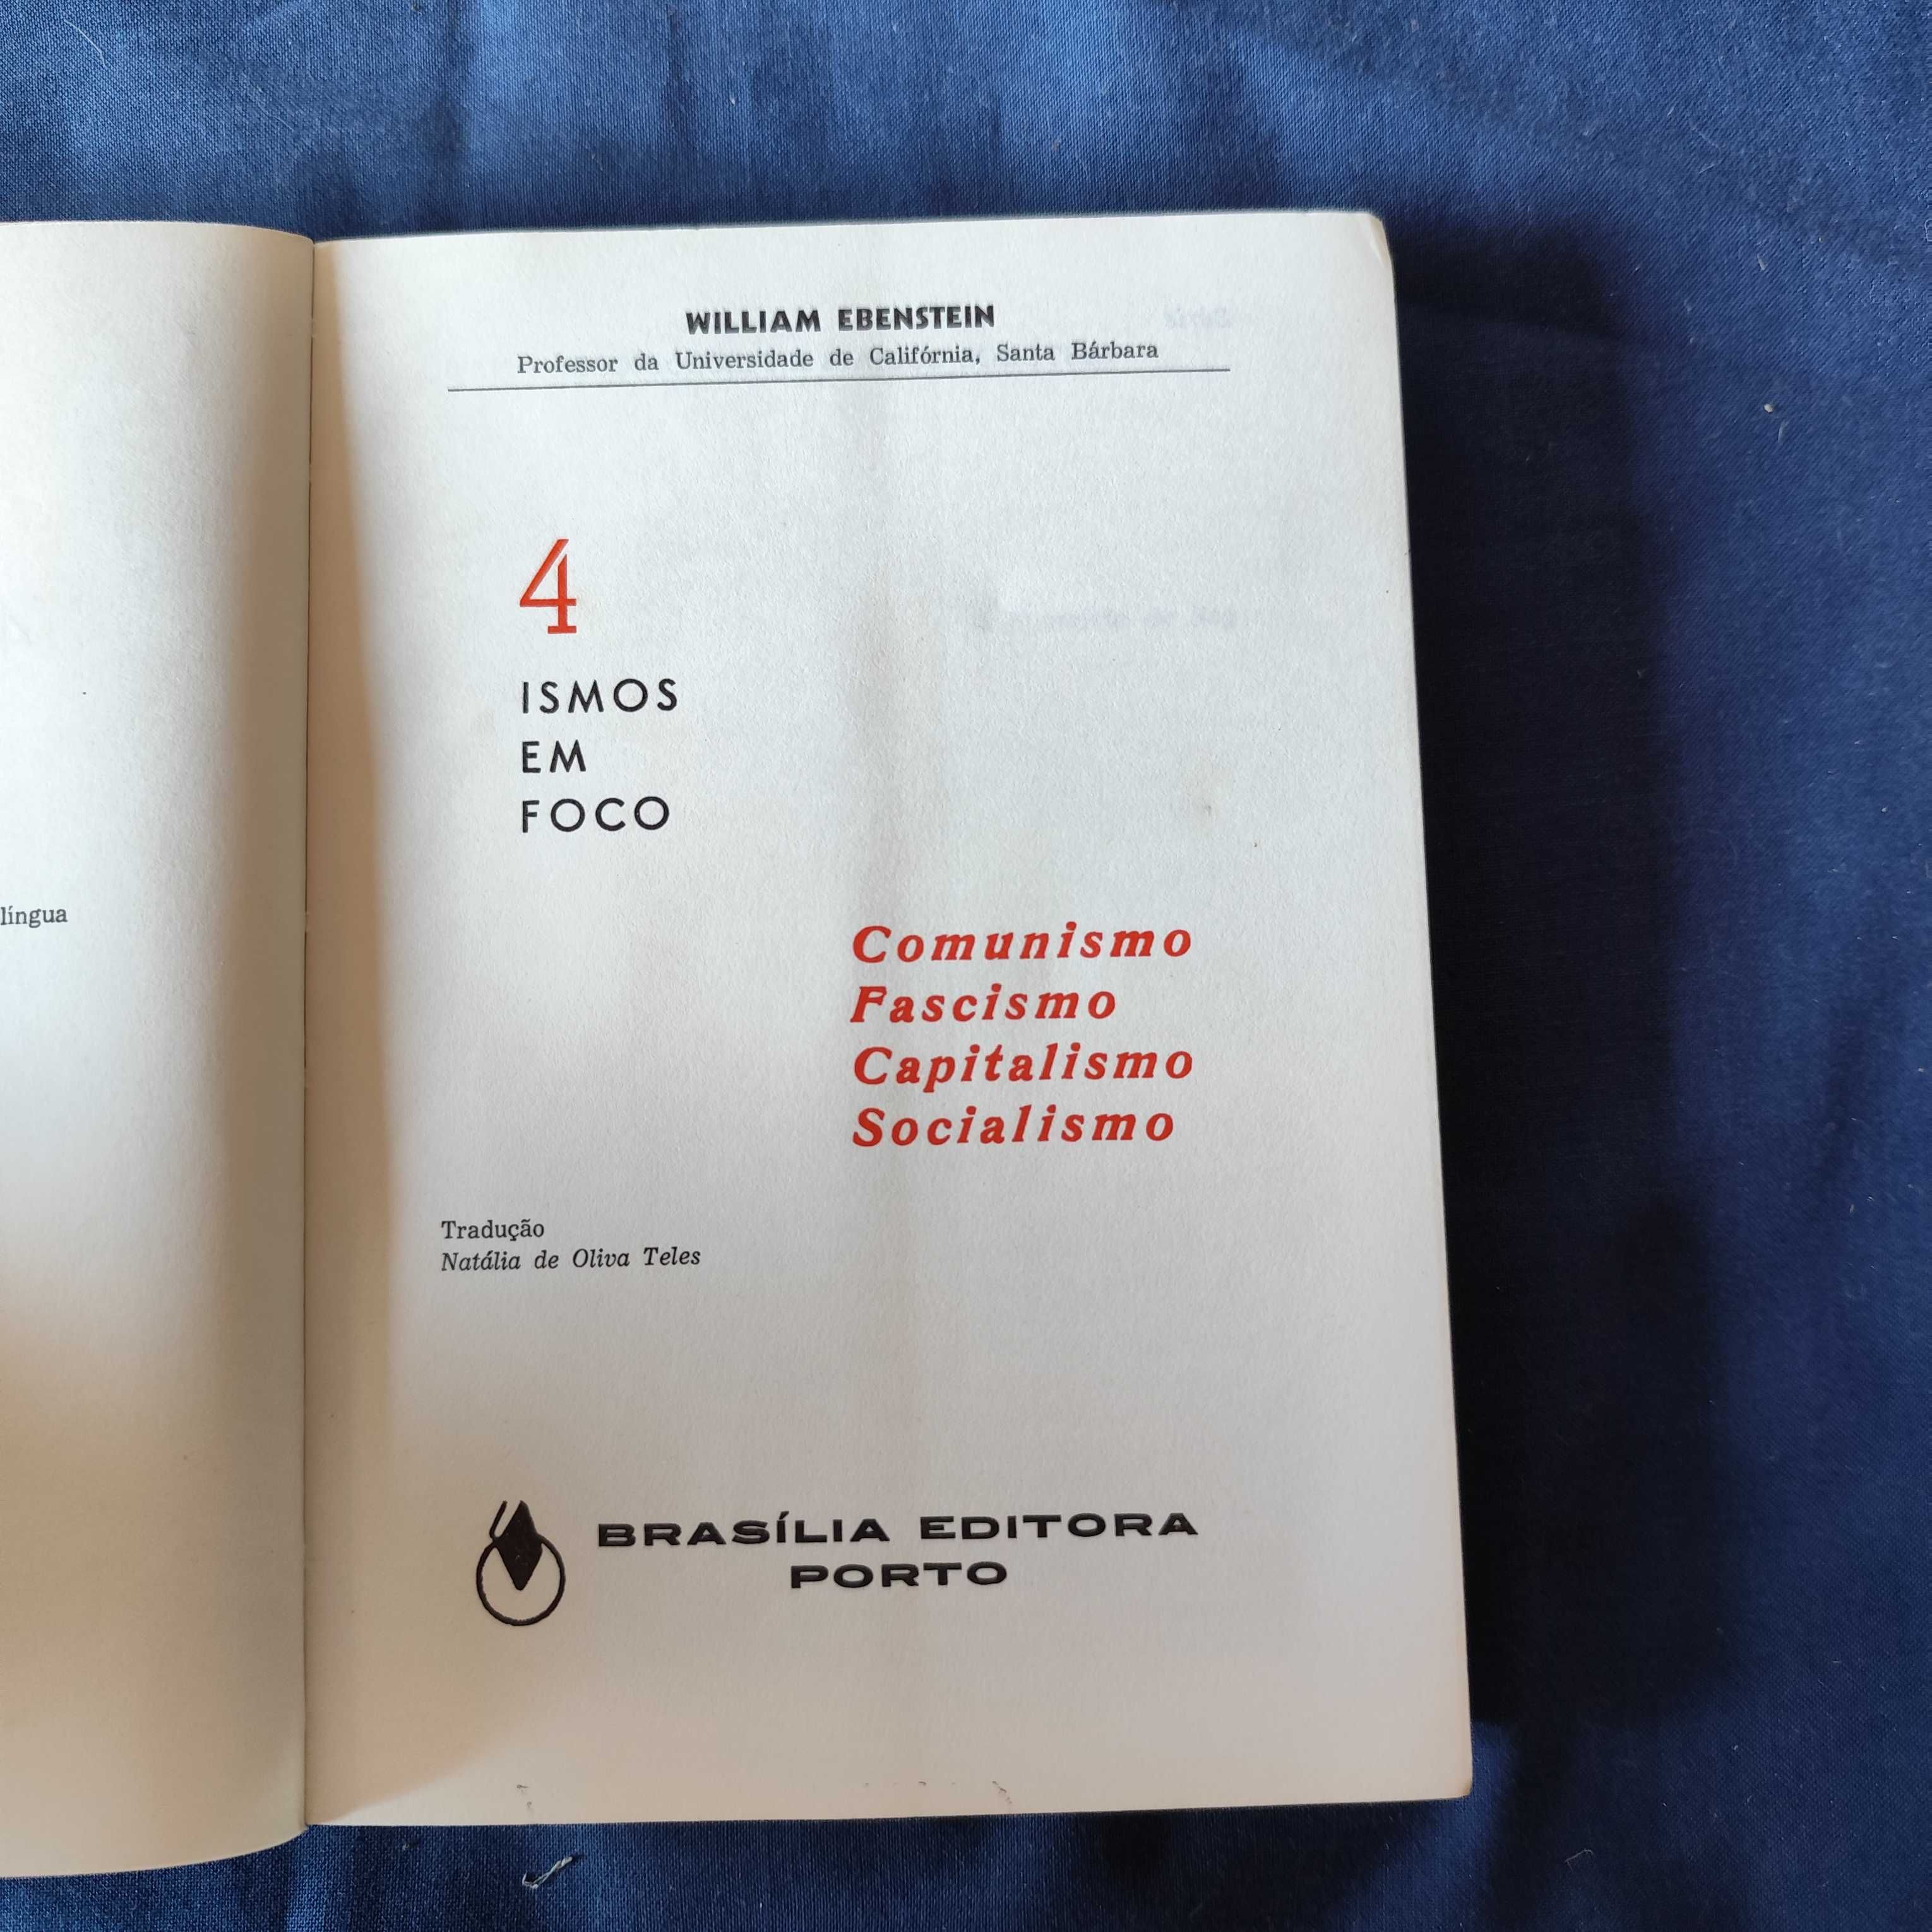 língua
WILLIAM EBENSTEIN
Professor da Universidade de Califórnia, Santa Bárbara
4
ISMOS
EM
FOCO
Comunismo
Fascismo
Capitalismo
Socialismo
Tradução
Natália de Oliva Teles
BRASÍLIA EDITORA
PORTO